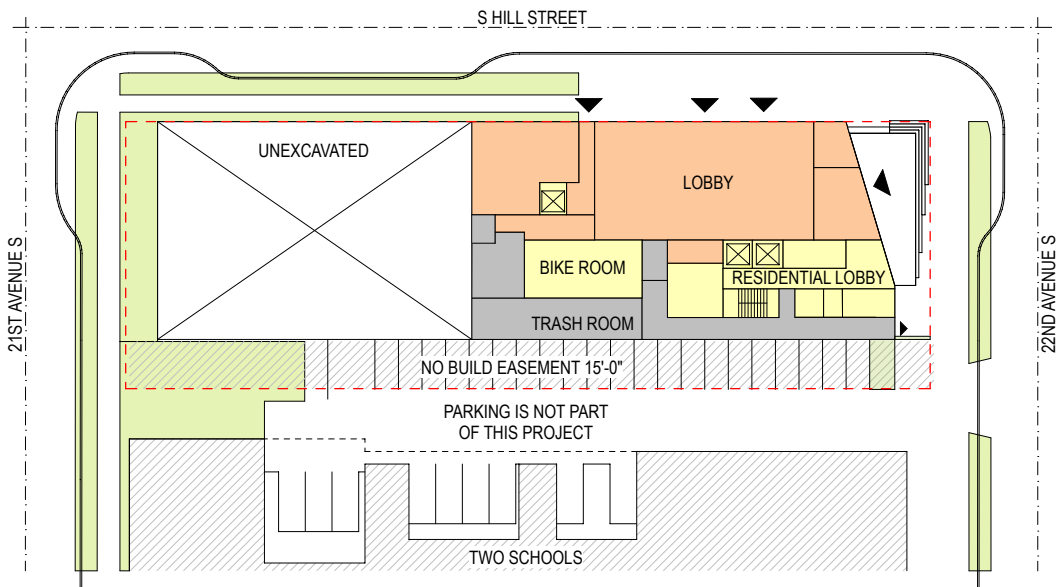 S HILL STREET
UNEXCAVATED
LOBBY
BIKE ROOM
RESIDENTIAL LOBBY
TRASH ROOM
21ST AVENUE S
22ND AVENUE S
NO BUILD EASEMENT 15'-0"
PARKING IS NOT PART
OF THIS PROJECT
TWO SCHOOLS